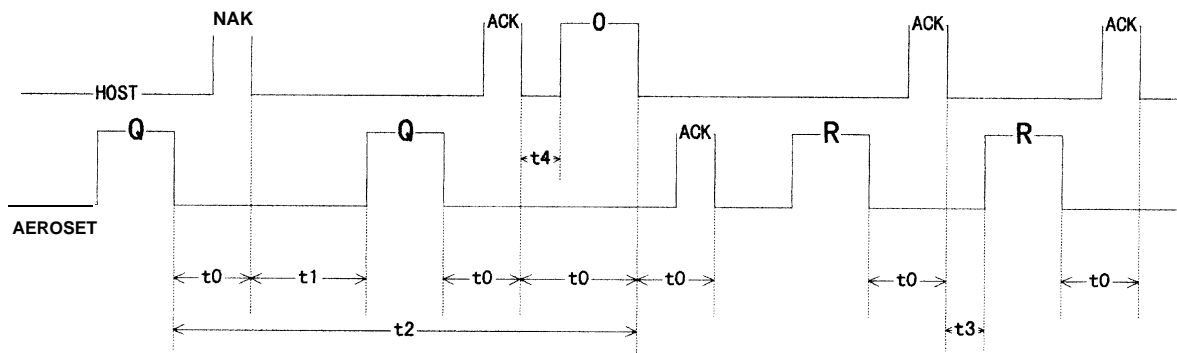 NAK ACK O ACK ACK
HOST
Q Q ACK R R
t4
AEROSET
t0 t1 t0 t0 t0 t0 t0
t2 t3